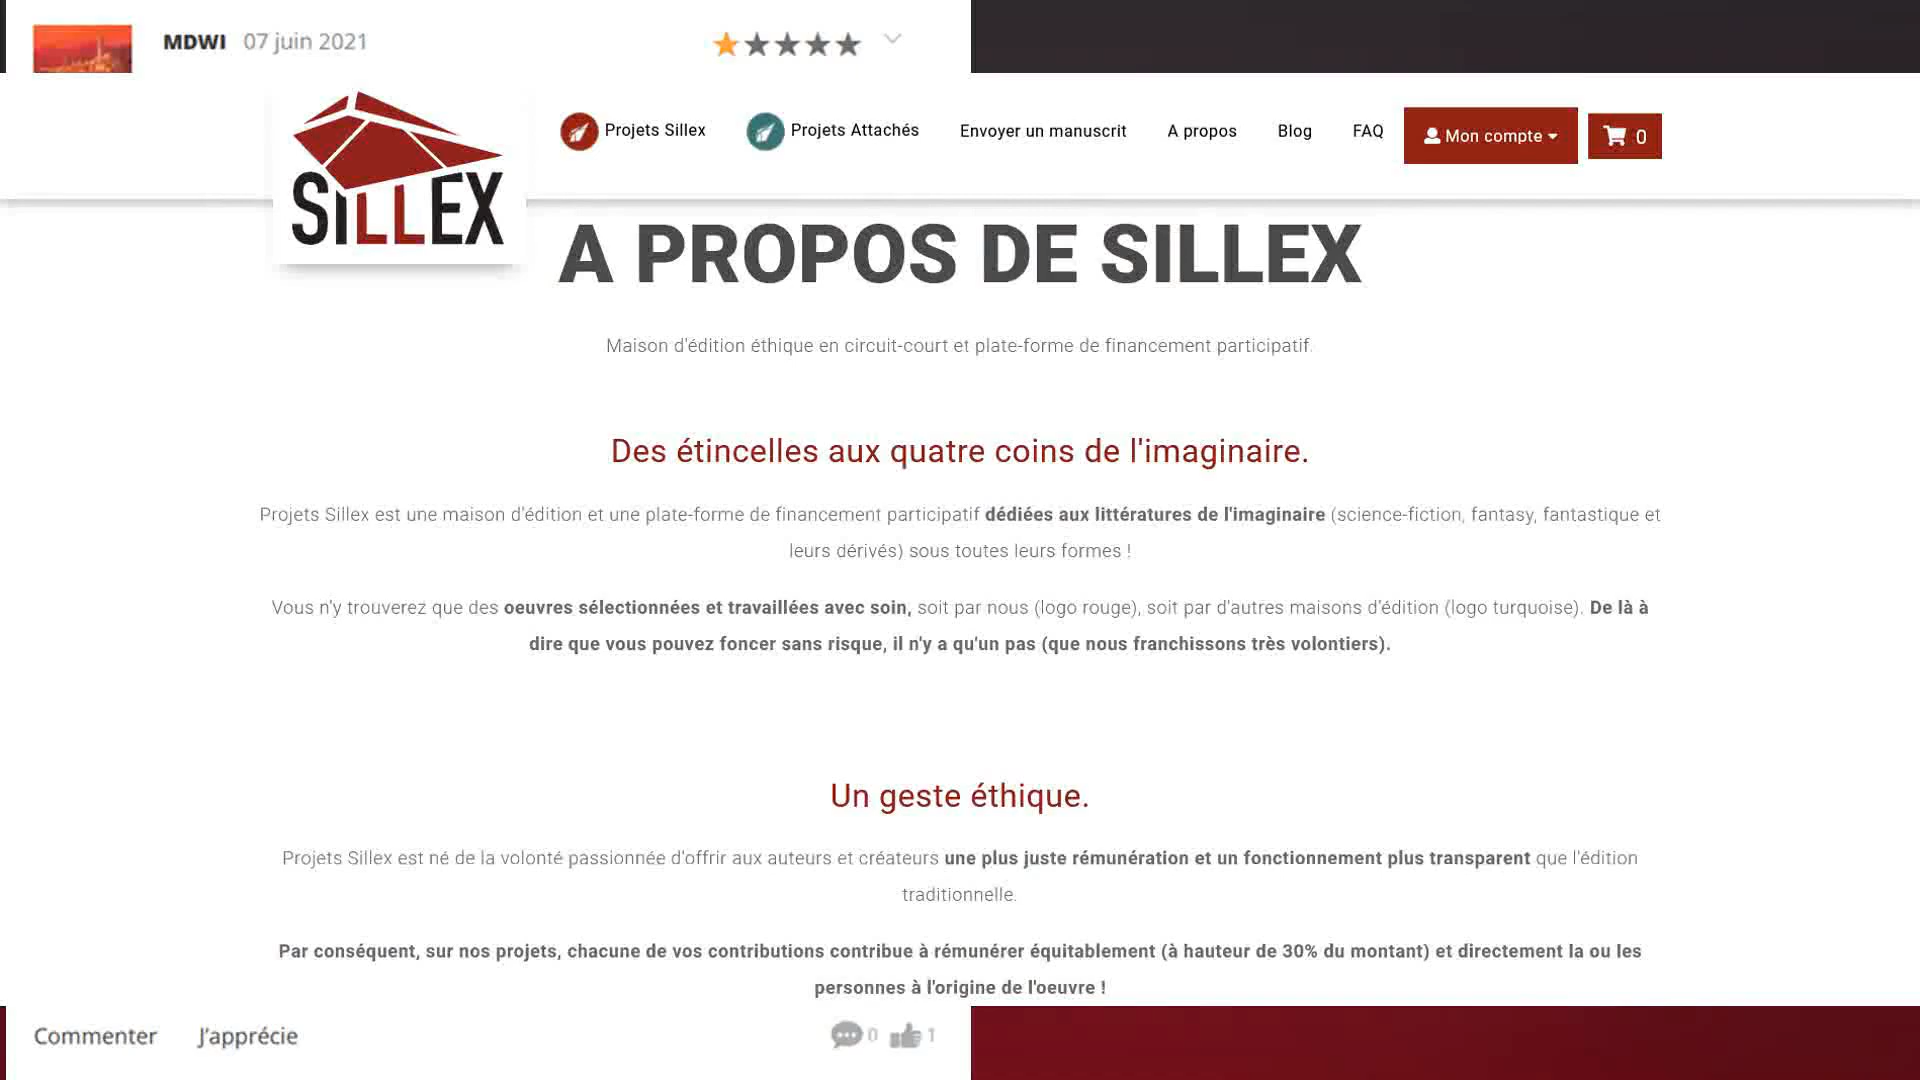 MDWI 07 juin 2021
SILLEX
Projets Sillex
Projets Attachés
Envoyer un manuscrit
A propos
Blog
FAQ
Mon compte
0
A PROPOS DE SILLEX
Maison d'édition éthique en circuit-court et plate-forme de financement participatif.
Des étincelles aux quatre coins de l'imaginaire.
Projets Sillex est une maison d'édition et une plate-forme de financement participatif dédiées aux littératures de l'imaginaire (science-fiction, fantasy, fantastique et
leurs dérivés) sous toutes leurs formes !
Vous n'y trouverez que des oeuvres sélectionnées et travaillées avec soin, soit par nous (logo rouge), soit par d'autres maisons d'édition (logo turquoise). De là à
dire que vous pouvez foncer sans risque, il n'y a qu'un pas (que nous franchissons très volontiers).
Un geste éthique.
Projets Sillex est né de la volonté passionnée d'offrir aux auteurs et créateurs une plus juste rémunération et un fonctionnement plus transparent que l'édition
traditionnelle.
Par conséquent, sur nos projets, chacune de vos contributions contribue à rémunérer équitablement (à hauteur de 30% du montant) et directement la ou les
personnes à l'origine de l'oeuvre !
Commenter J'apprécie 0 1